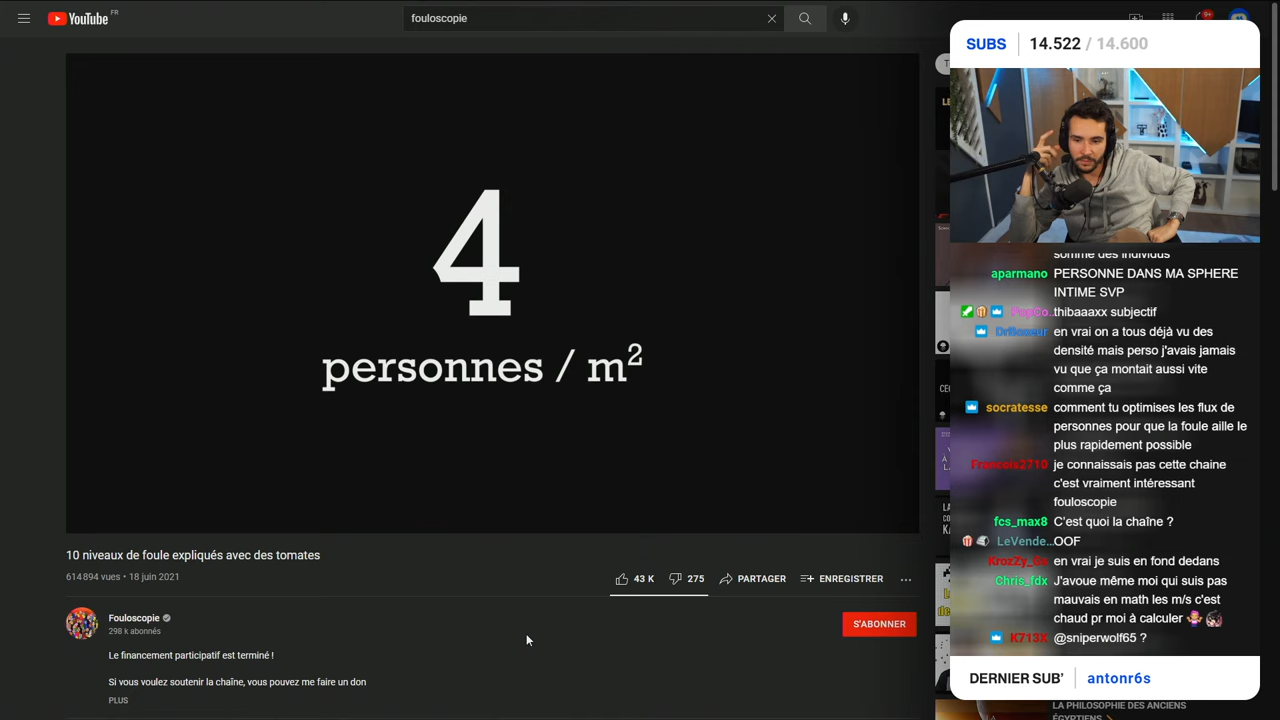 YouTube FR
fouloscopie
9+
SUBS 14.522 / 14.600
4
personnes / m²
somme des individus
aparmano PERSONNE DANS MA SPHERE
INTIME SVP
thibaaaxx subjectif
en vrai on a tous déjà vu des
densité mais perso j'avais jamais
vu que ça montait aussi vite
comme ça
socratesse comment tu optimises les flux de
personnes pour que la foule aille le
plus rapidement possible
Francois2710 je connaissais pas cette chaine
c'est vraiment intéressant
fouloscopie
fcs_max8 C'est quoi la chaîne ?
LeVende.. OOF
en vrai je suis en fond dedans
Chris_fdx J'avoue même moi qui suis pas
mauvais en math les m/s c'est
chaud pr moi à calculer
K713X @sniperwolf65 ?
DERNIER SUB' antonr6s
10 niveaux de foule expliqués avec des tomates
614 894 vues • 18 juin 2021
43 K 275 PARTAGER ENREGISTRER ...
Fouloscopie
298 k abonnés
S'ABONNER
Le financement participatif est terminé !
Si vous voulez soutenir la chaîne, vous pouvez me faire un don
PLUS
LA PHILOSOPHIE DES ANCIENS
ÉGYPTIENS